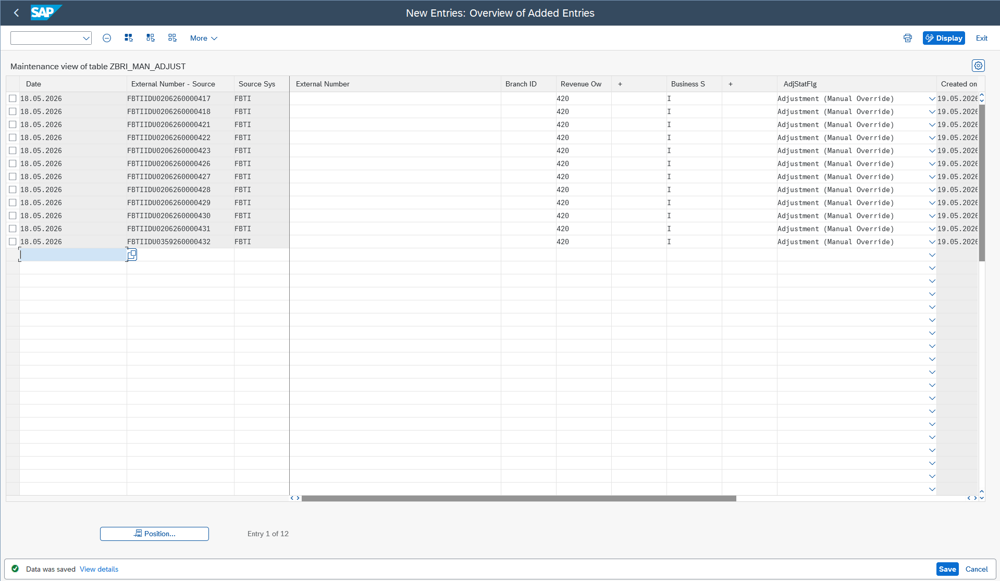 SAP New Entries: Overview of Added Entries
More Display Exit
Maintenance view of table ZBRI_MAN_ADJUST
Date External Number - Source Source Sys External Number Branch ID Revenue Ow + Business S + AdjStatFlg Created on
18.05.2026 FBTIIDU0206260000417 FBTI 420 I Adjustment (Manual Override) 19.05.2026
18.05.2026 FBTIIDU0206260000418 FBTI 420 I Adjustment (Manual Override) 19.05.2026
18.05.2026 FBTIIDU0206260000421 FBTI 420 I Adjustment (Manual Override) 19.05.2026
18.05.2026 FBTIIDU0206260000422 FBTI 420 I Adjustment (Manual Override) 19.05.2026
18.05.2026 FBTIIDU0206260000423 FBTI 420 I Adjustment (Manual Override) 19.05.2026
18.05.2026 FBTIIDU0206260000426 FBTI 420 I Adjustment (Manual Override) 19.05.2026
18.05.2026 FBTIIDU0206260000427 FBTI 420 I Adjustment (Manual Override) 19.05.2026
18.05.2026 FBTIIDU0206260000428 FBTI 420 I Adjustment (Manual Override) 19.05.2026
18.05.2026 FBTIIDU0206260000429 FBTI 420 I Adjustment (Manual Override) 19.05.2026
18.05.2026 FBTIIDU0206260000430 FBTI 420 I Adjustment (Manual Override) 19.05.2026
18.05.2026 FBTIIDU0206260000431 FBTI 420 I Adjustment (Manual Override) 19.05.2026
18.05.2026 FBTIIDU0359260000432 FBTI 420 I Adjustment (Manual Override) 19.05.2026
Position... Entry 1 of 12
Data was saved View details Save Cancel